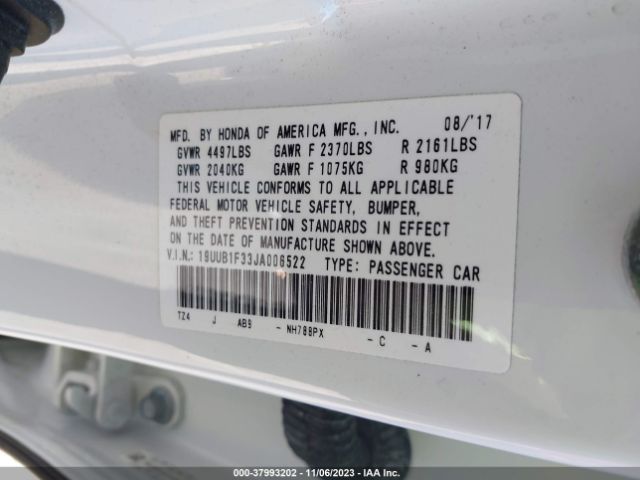 MFD. BY HONDA OF AMERICA MFG., INC. 08/'17
GVWR 4497LBS GAWR F 2370LBS R 2161LBS
GVWR 2040KG GAWR F 1075KG R 980KG
THIS VEHICLE CONFORMS TO ALL APPLICABLE
FEDERAL MOTOR VEHICLE SAFETY, BUMPER,
AND THEFT PREVENTION STANDARDS IN EFFECT
ON THE DATE OF MANUFACTURE SHOWN ABOVE.
V.I.N.: 19UUB1F33JA006522 TYPE: PASSENGER CAR
TZ4 J AB9 - NH788PX - C - A
000-37993202 - 11/06/2023 - IAA Inc.